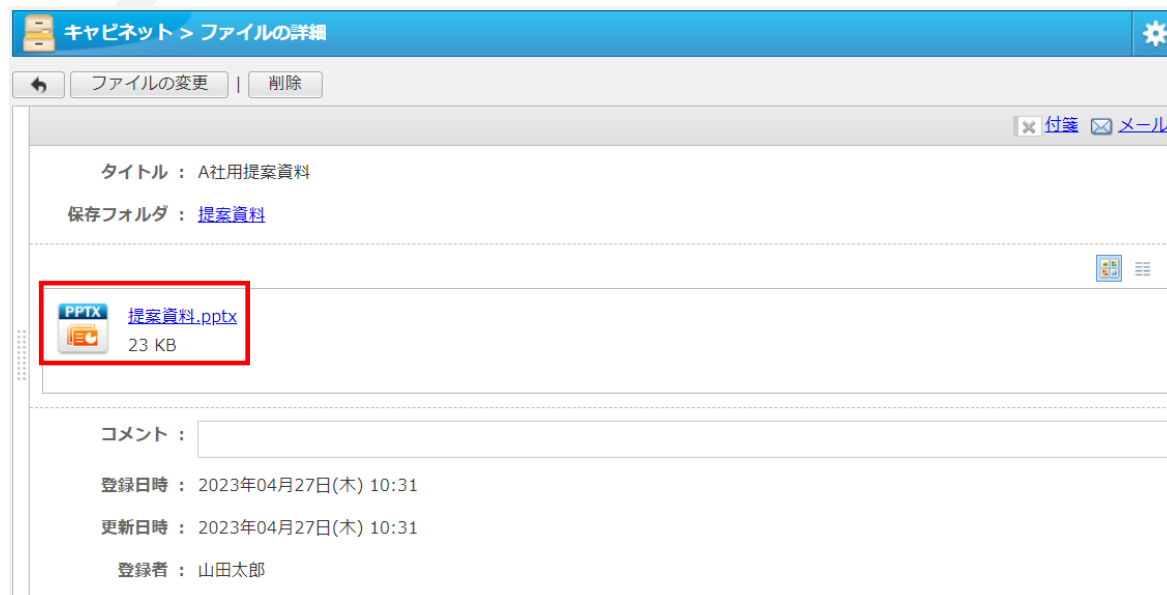 キャビネット > ファイルの詳細
ファイルの変更 | 削除
付箋 メール
タイトル : A社用提案資料
保存フォルダ : 提案資料
PPTX 提案資料.pptx
23 KB
コメント :
登録日時 : 2023年04月27日(木) 10:31
更新日時 : 2023年04月27日(木) 10:31
登録者 : 山田太郎